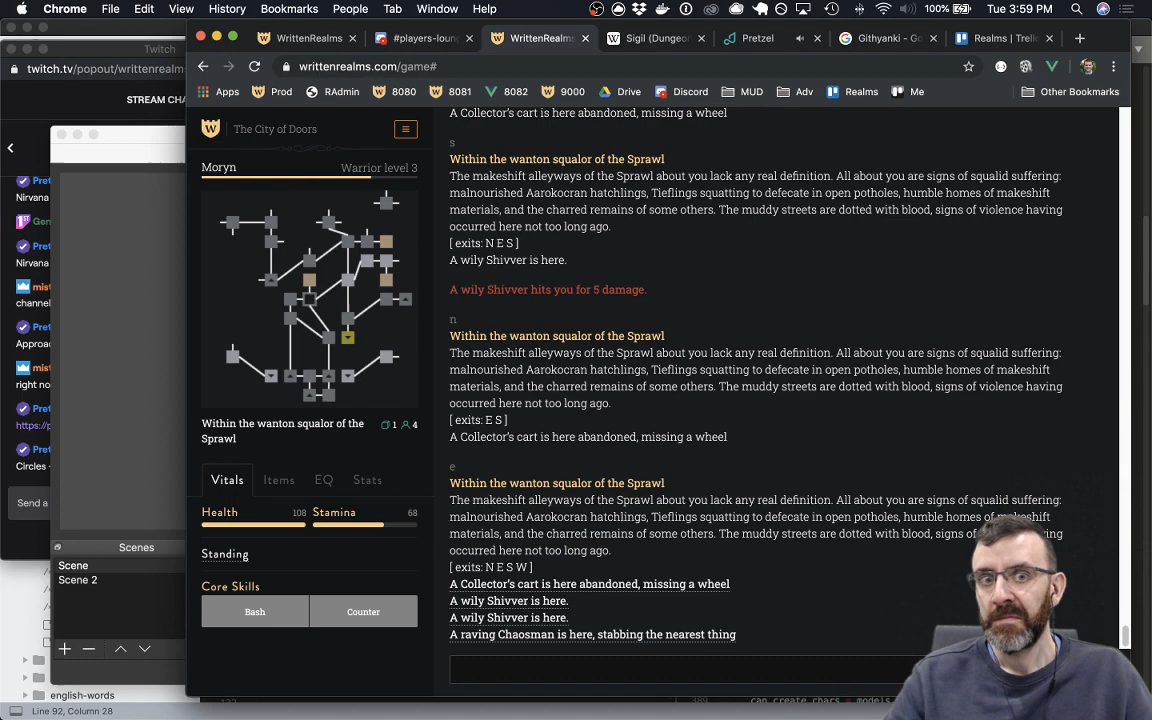 Chrome File Edit View History Bookmarks People Tab Window Help 100% Tue 3:59 PM
Twitch
twitch.tv/popout/writtenrealms
STREAM CHA
WrittenRealms
#players-loung
WrittenRealms
Sigil (Dungeo
Pretzel
Githyanki - Go
Realms | Trell
writtenrealms.com/game#
Apps Prod RAdmin 8080 8081 8082 9000 Drive Discord MUD Adv Realms Me Other Bookmarks
Pret
Nirvana
1ST Gen
Pret
Nirvana
mist
channel
Pret
Approac
mist
right no
Pret
https://p
Pret
Circles -
Send a
Scenes
Scene
Scene 2
english-words
Line 92, Column 28
The City of Doors
Moryn Warrior level 3
Within the wanton squalor of the
Sprawl
1 4
Vitals Items EQ Stats
Health 108 Stamina 68
Standing
Core Skills
Bash Counter
A Collector's cart is here abandoned, missing a wheel
s
Within the wanton squalor of the Sprawl
The makeshift alleyways of the Sprawl about you lack any real definition. All about you are signs of squalid suffering:
malnourished Aarokocran hatchlings, Tieflings squatting to defecate in open potholes, humble homes of makeshift
materials, and the charred remains of some others. The muddy streets are dotted with blood, signs of violence having
occurred here not too long ago.
[ exits: N E S ]
A wily Shivver is here.
A wily Shivver hits you for 5 damage.
n
Within the wanton squalor of the Sprawl
The makeshift alleyways of the Sprawl about you lack any real definition. All about you are signs of squalid suffering:
malnourished Aarokocran hatchlings, Tieflings squatting to defecate in open potholes, humble homes of makeshift
materials, and the charred remains of some others. The muddy streets are dotted with blood, signs of violence having
occurred here not too long ago.
[ exits: E S ]
A Collector's cart is here abandoned, missing a wheel
e
Within the wanton squalor of the Sprawl
The makeshift alleyways of the Sprawl about you lack any real definition. All about you are signs of squalid suffering:
malnourished Aarokocran hatchlings, Tieflings squatting to defecate in open potholes, humble homes of makeshift
materials, and the charred remains of some others. The muddy streets are dotted with blood, signs of violence having
occurred here not too long ago.
[ exits: N E S W ]
A Collector's cart is here abandoned, missing a wheel
A wily Shivver is here.
A wily Shivver is here.
A raving Chaosman is here, stabbing the nearest thing